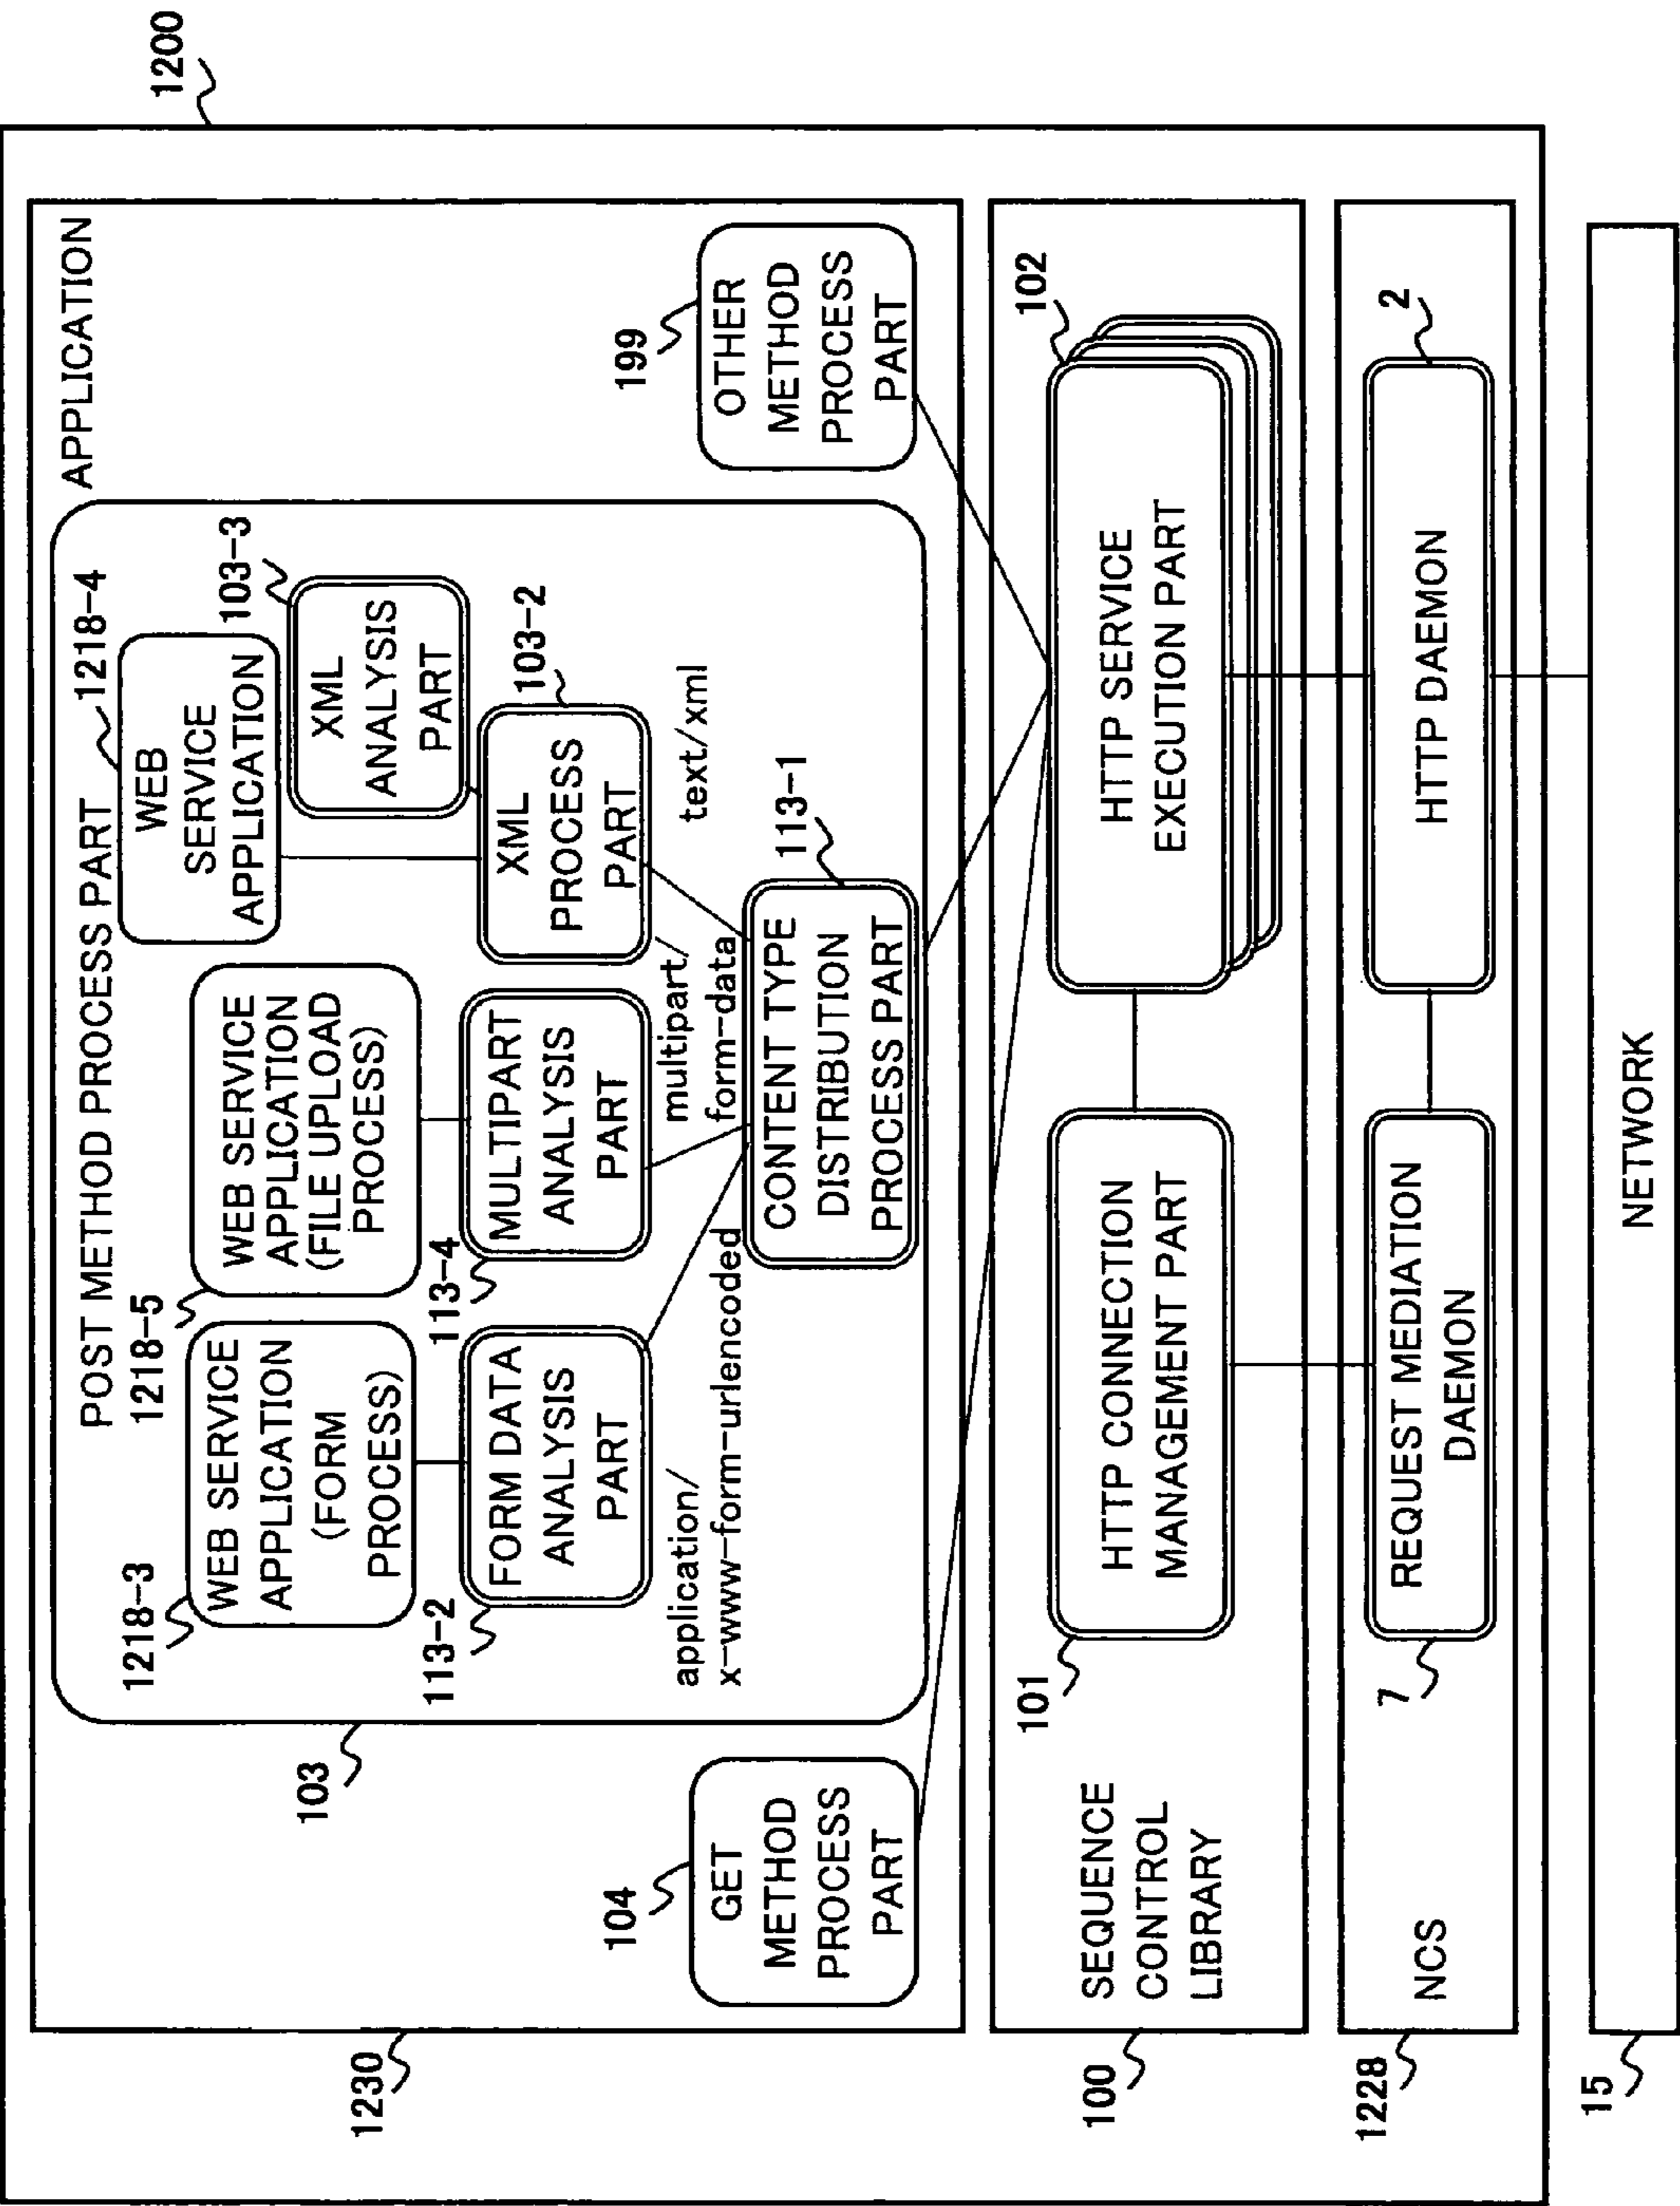 1200
APPLICATION
1230
POST METHOD PROCESS PART
103
1218-3
WEB SERVICE
APPLICATION
(FORM
PROCESS)
1218-5
WEB SERVICE
APPLICATION
(FILE UPLOAD
PROCESS)
1218-4
WEB
SERVICE
APPLICATION
103-3
XML
ANALYSIS
PART
113-2
FORM DATA
ANALYSIS
PART
113-4
MULTIPART
ANALYSIS
PART
103-2
XML
PROCESS
PART
application/
x-www-form-urlencoded
multipart/
form-data
text/xml
113-1
CONTENT TYPE
DISTRIBUTION
PROCESS PART
104
GET
METHOD
PROCESS
PART
199
OTHER
METHOD
PROCESS
PART
100
SEQUENCE
CONTROL
LIBRARY
101
HTTP CONNECTION
MANAGEMENT PART
102
HTTP SERVICE
EXECUTION PART
1228
NCS
7
REQUEST MEDIATION
DAEMON
2
HTTP DAEMON
15
NETWORK